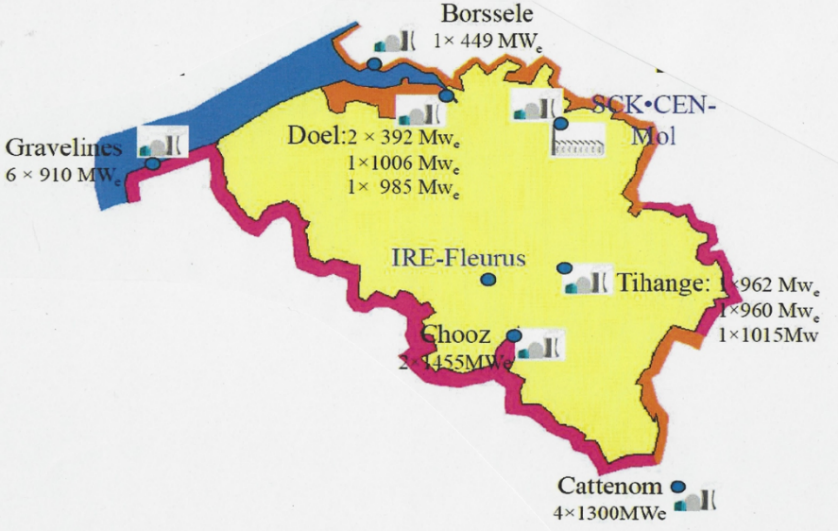 Borssele
1× 449 MWe
SCK•CEN-
Mol
Gravelines
6 × 910 MWe
Doel:2 × 392 Mwe
1×1006 Mwe
1× 985 Mwe
IRE-Fleurus
Tihange: 1×962 Mwe
1×960 Mwe
1×1015Mw
Chooz
2×1455MWe
Cattenom
4×1300MWe